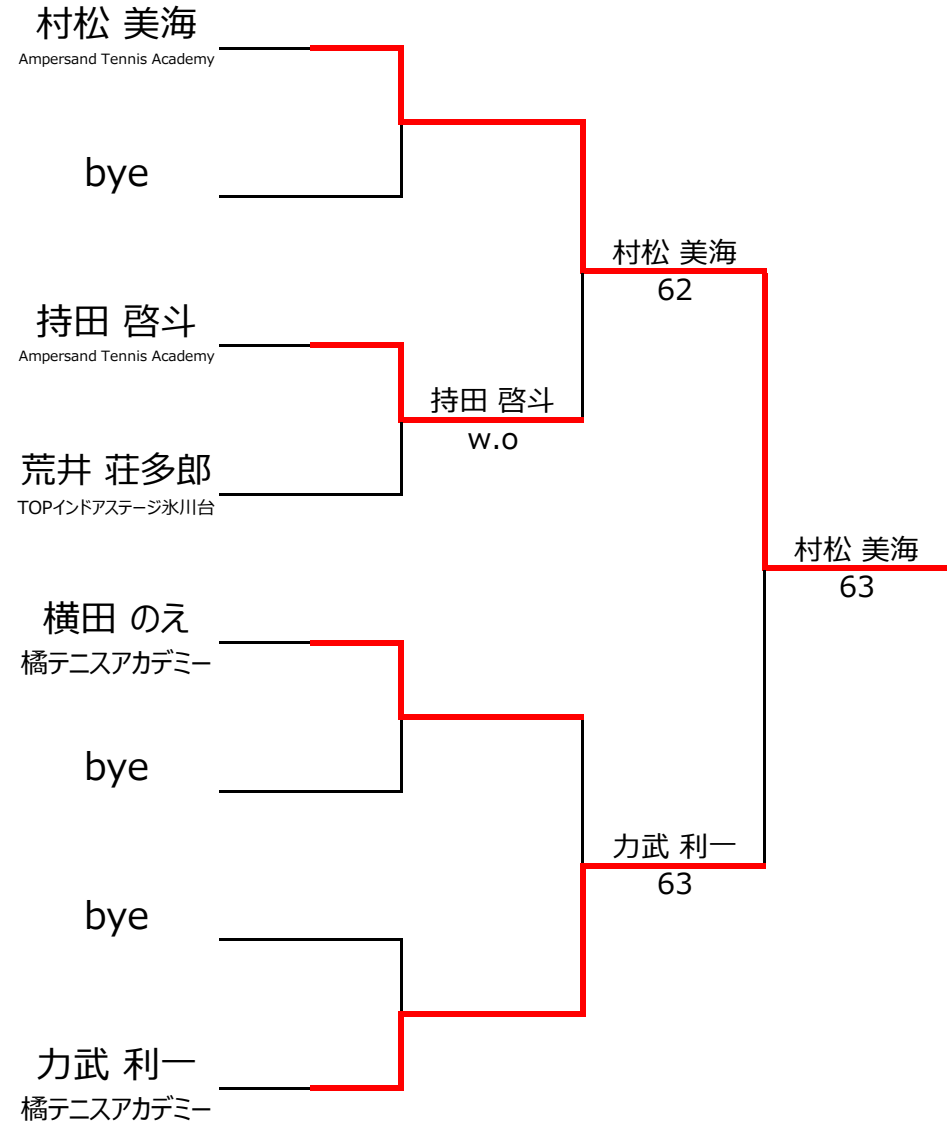 村松 美海
Ampersand Tennis Academy
bye
持田 啓斗
Ampersand Tennis Academy
荒井 荘多郎
TOPインドアステージ氷川台
横田 のえ
橘テニスアカデミー
bye
bye
力武 利一
橘テニスアカデミー
持田 啓斗
w.o
村松 美海
62
力武 利一
63
村松 美海
63